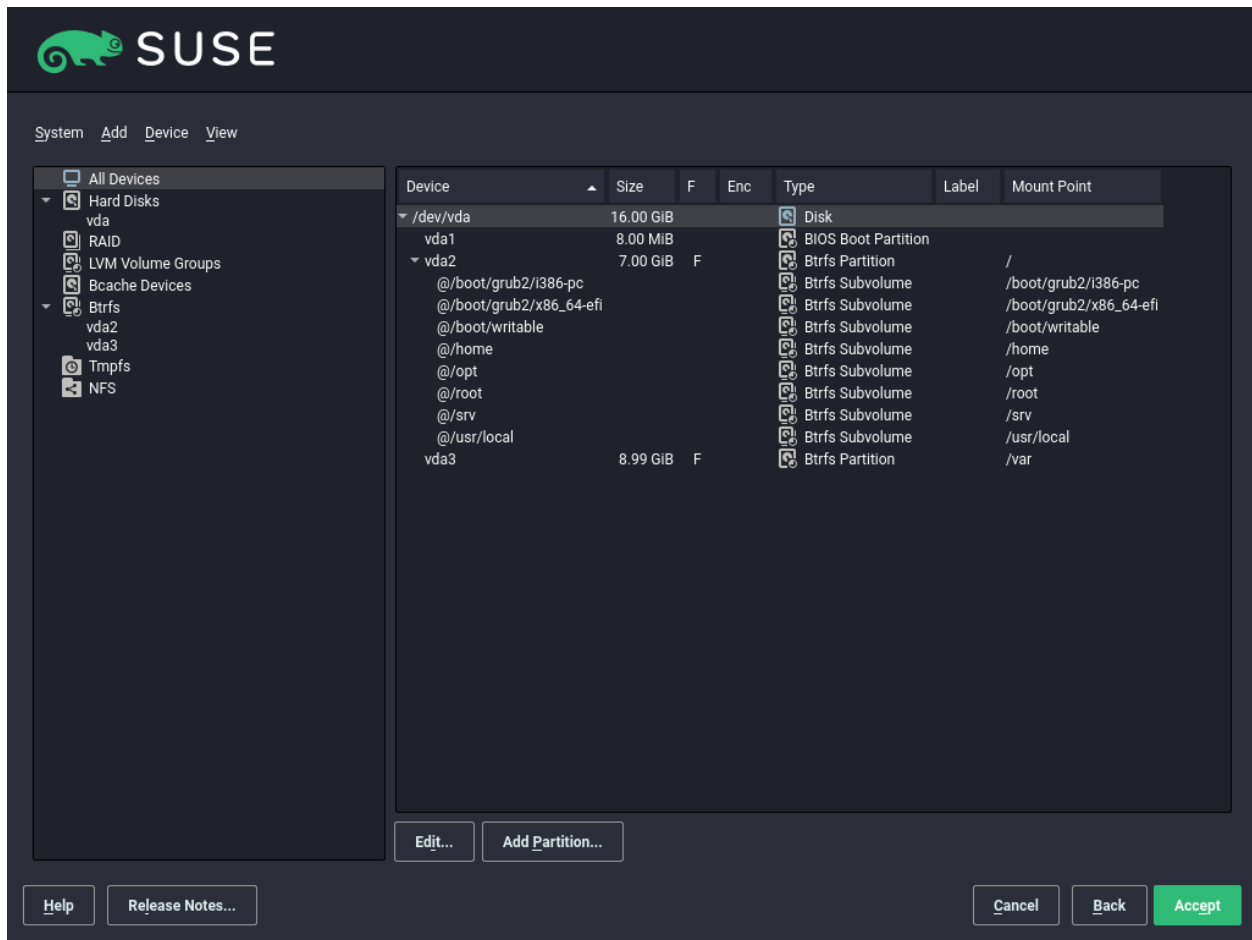 SUSE
System Add Device View
All Devices
Hard Disks
vda
RAID
LVM Volume Groups
Bcache Devices
Btrfs
vda2
vda3
Tmpfs
NFS
Device Size F Enc Type Label Mount Point
/dev/vda 16.00 GiB Disk
vda1 8.00 MiB BIOS Boot Partition
vda2 7.00 GiB F Btrfs Partition /
@/boot/grub2/i386-pc Btrfs Subvolume /boot/grub2/i386-pc
@/boot/grub2/x86_64-efi Btrfs Subvolume /boot/grub2/x86_64-efi
@/boot/writable Btrfs Subvolume /boot/writable
@/home Btrfs Subvolume /home
@/opt Btrfs Subvolume /opt
@/root Btrfs Subvolume /root
@/srv Btrfs Subvolume /srv
@/usr/local Btrfs Subvolume /usr/local
vda3 8.99 GiB F Btrfs Partition /var
Edit... Add Partition...
Help Release Notes... Cancel Back Accept